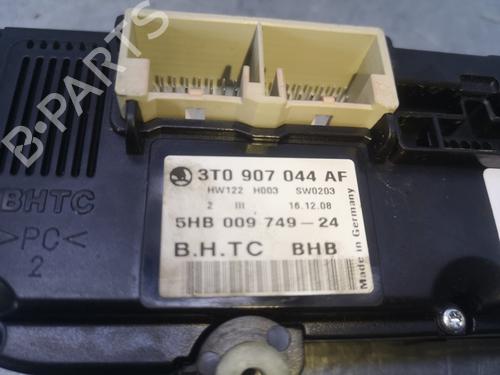 B-PARTS
3T0 907 044 AF
HW122 H003 SW0203
2 III 16.12.08
5HB 009 749-24
B.H.TC BHB
Made in Germany
BHTC
>PC<
2